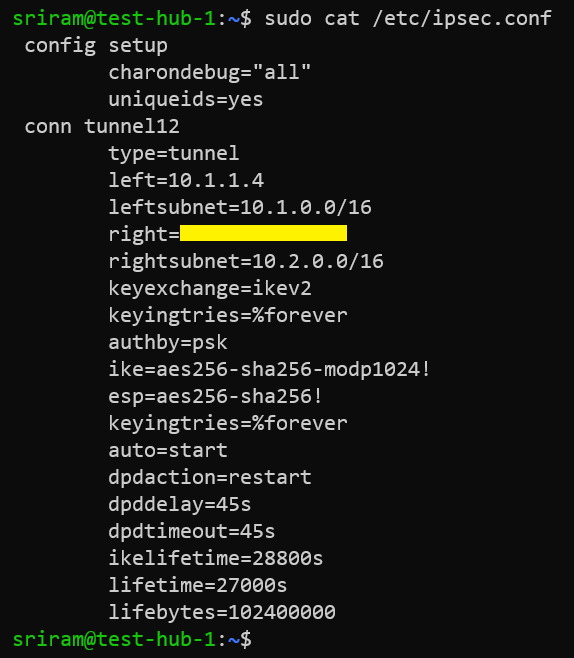 sriram@test-hub-1:~$ sudo cat /etc/ipsec.conf
config setup
charondebug="all"
uniqueids=yes
conn tunnel12
type=tunnel
left=10.1.1.4
leftsubnet=10.1.0.0/16
right=
rightsubnet=10.2.0.0/16
keyexchange=ikev2
keyingtries=%forever
authby=psk
ike=aes256-sha256-modp1024!
esp=aes256-sha256!
keyingtries=%forever
auto=start
dpdaction=restart
dpddelay=45s
dpdtimeout=45s
ikelifetime=28800s
lifetime=27000s
lifebytes=102400000
sriram@test-hub-1:~$